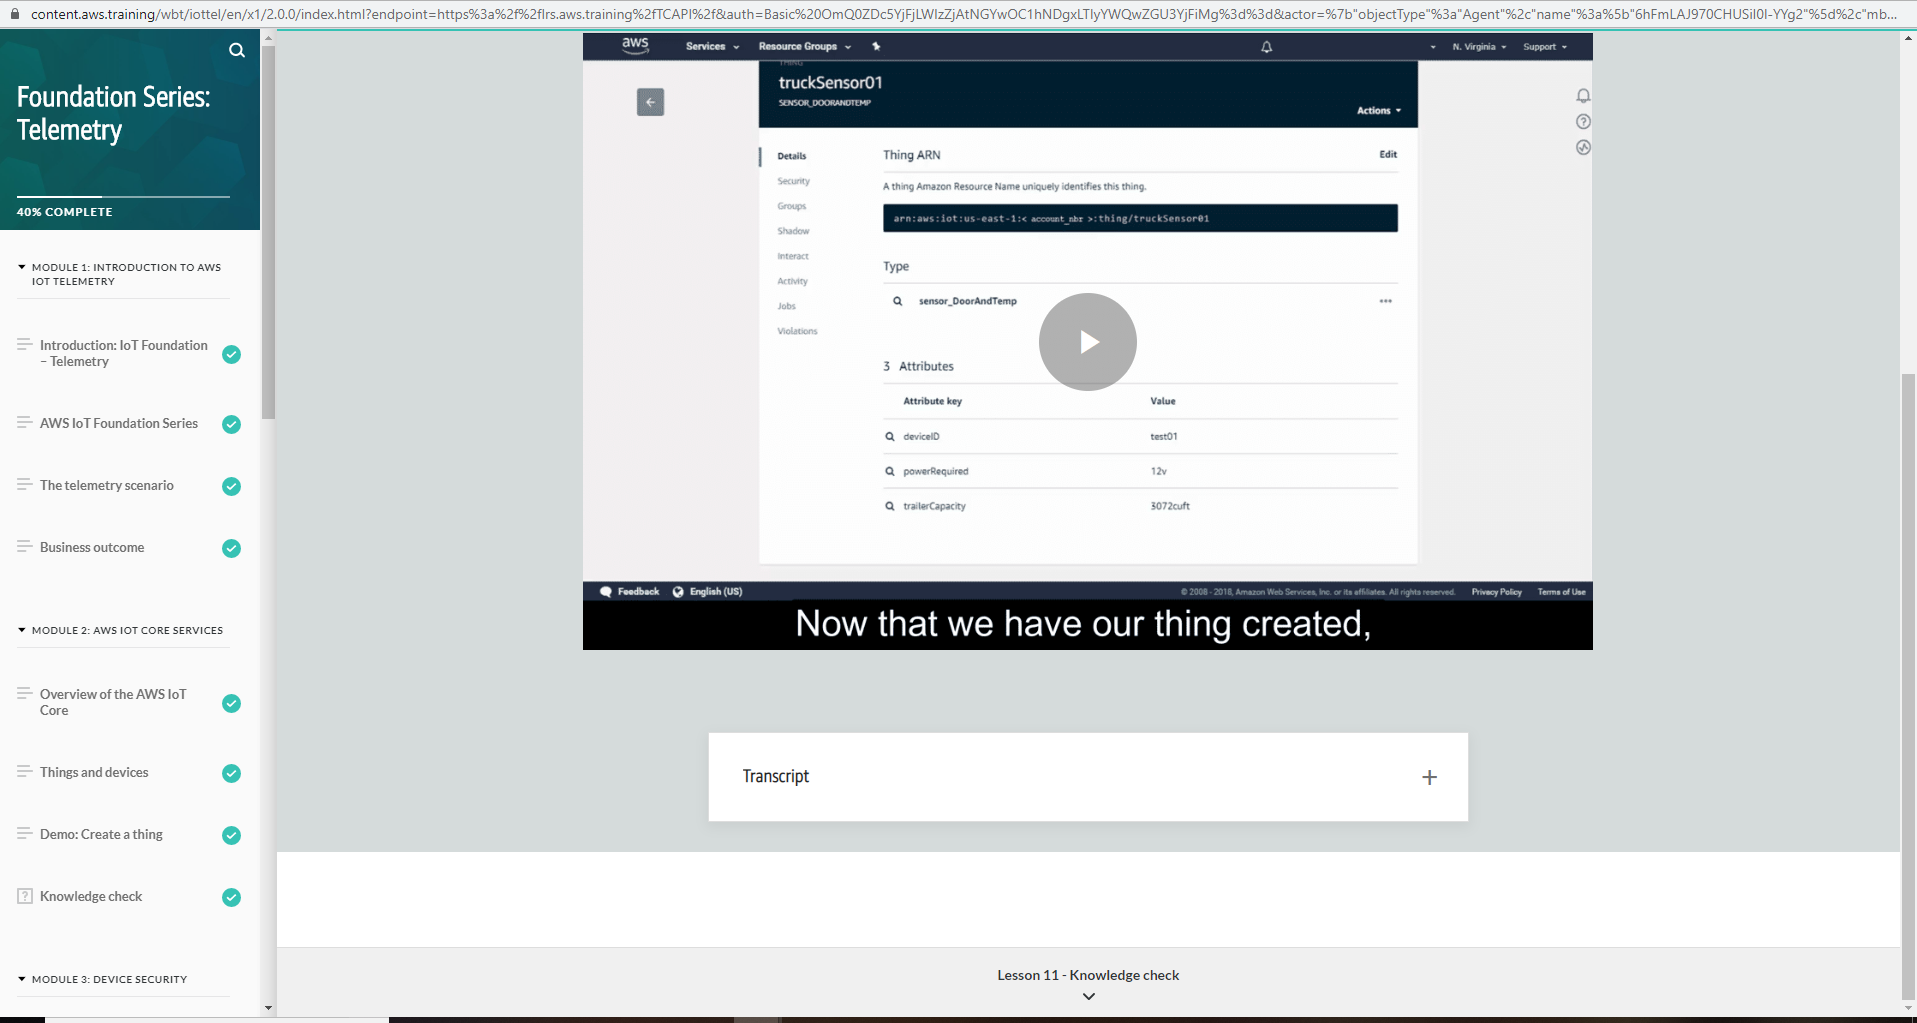 content.aws.training/wbt/iottel/en/x1/2.0.0/index.html?endpoint=https%3a%2f%2flrs.aws.training%2fTCAPI%2f&auth=Basic%20OmQ0ZDc5YjFjLWIzZjAtNGYwOC1hNDgxLTIyYWQwZGU3YjFiMg%3d%3d&actor=%7b"objectType"%3a"Agent"%2c"name"%3a%5b"6hFmLAJ970CHUSiI0I-YYg2"%5d%2c"mb...
Foundation Series:
Telemetry
40% COMPLETE
MODULE 1: INTRODUCTION TO AWS
IOT TELEMETRY
Introduction: IoT Foundation
– Telemetry
AWS IoT Foundation Series
The telemetry scenario
Business outcome
MODULE 2: AWS IOT CORE SERVICES
Overview of the AWS IoT
Core
Things and devices
Demo: Create a thing
Knowledge check
MODULE 3: DEVICE SECURITY
aws Services Resource Groups N. Virginia Support
THING
truckSensor01
SENSOR_DOORANDTEMP
Actions
Details
Security
Groups
Shadow
Interact
Activity
Jobs
Violations
Thing ARN Edit
A thing Amazon Resource Name uniquely identifies this thing.
arn:aws:iot:us-east-1:< account_nbr >:thing/truckSensor01
Type
sensor_DoorAndTemp
3 Attributes
Attribute key Value
deviceID test01
powerRequired 12v
trailerCapacity 3072cuft
Feedback English (US) © 2008 - 2018, Amazon Web Services, Inc. or its affiliates. All rights reserved. Privacy Policy Terms of Use
Now that we have our thing created,
Transcript
Lesson 11 - Knowledge check